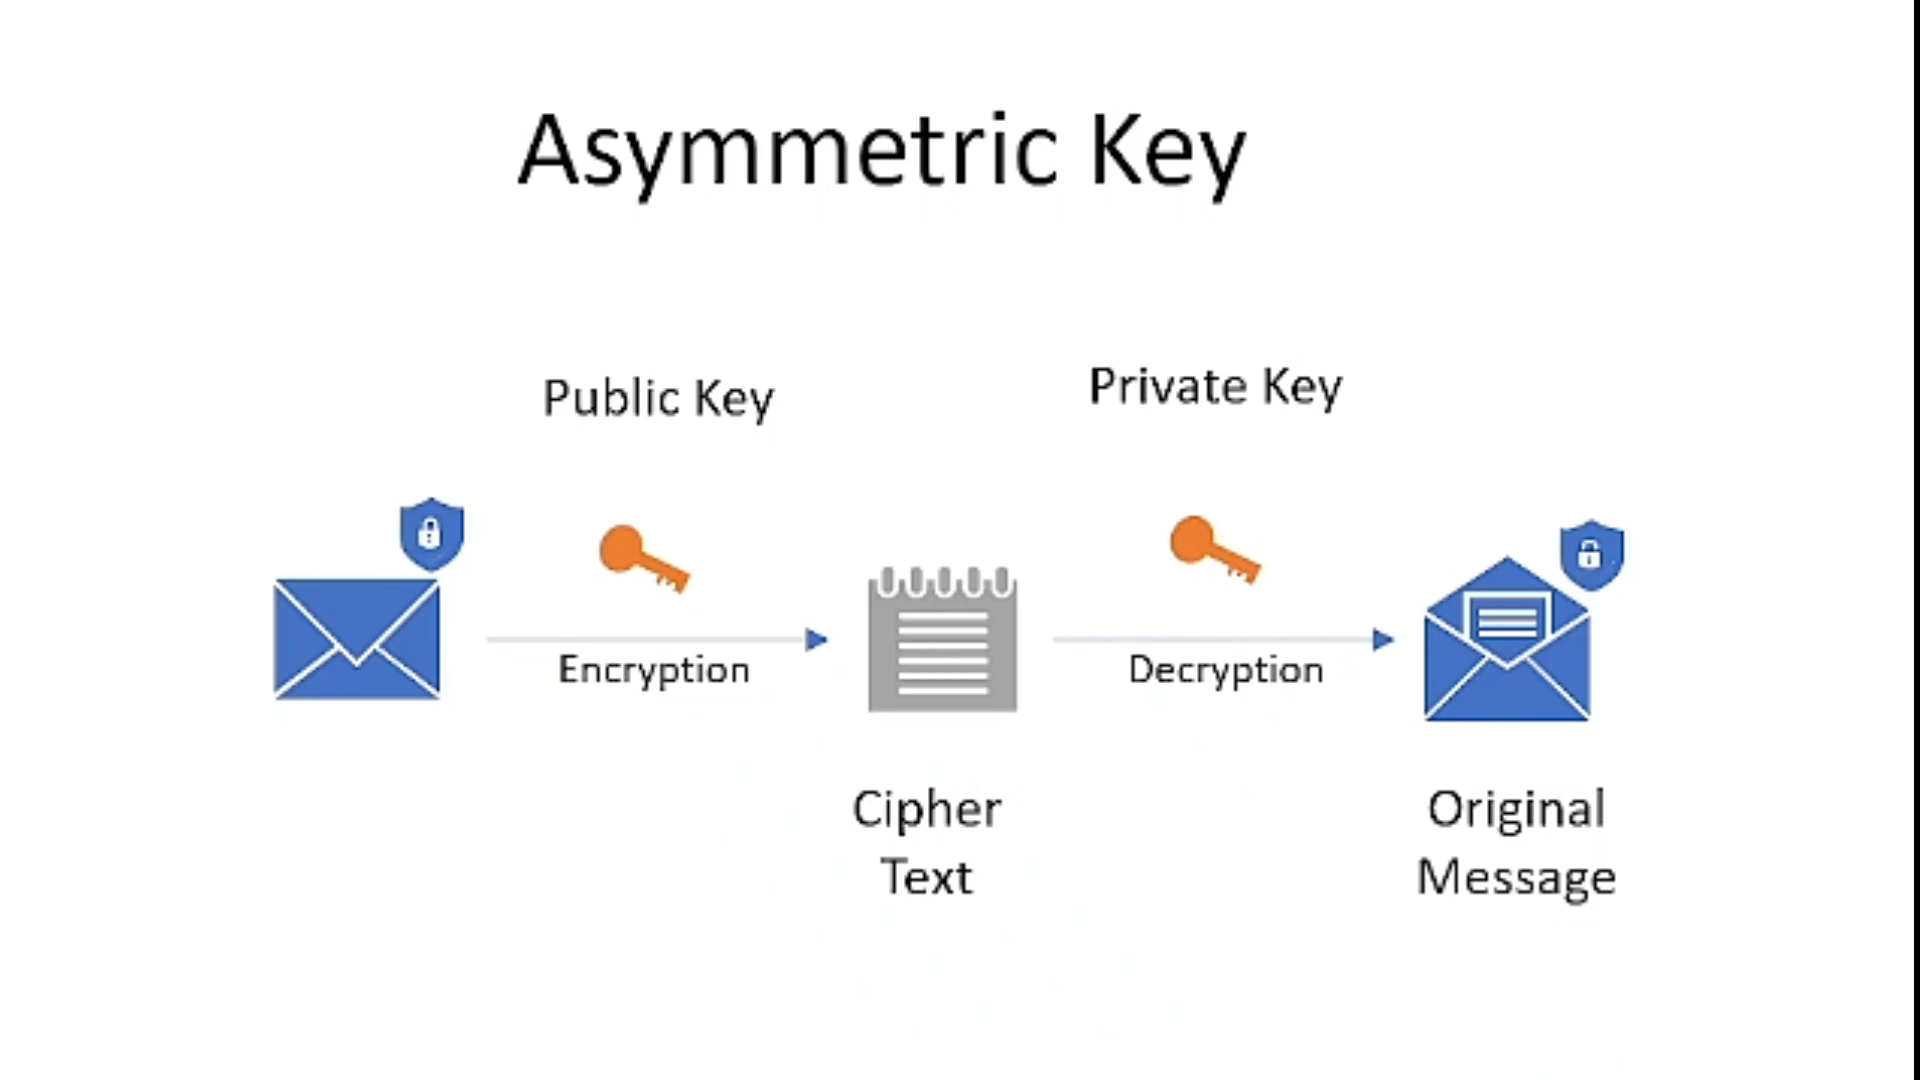 Asymmetric Key
Public Key
Private Key
Encryption
Decryption
Cipher
Text
Original
Message